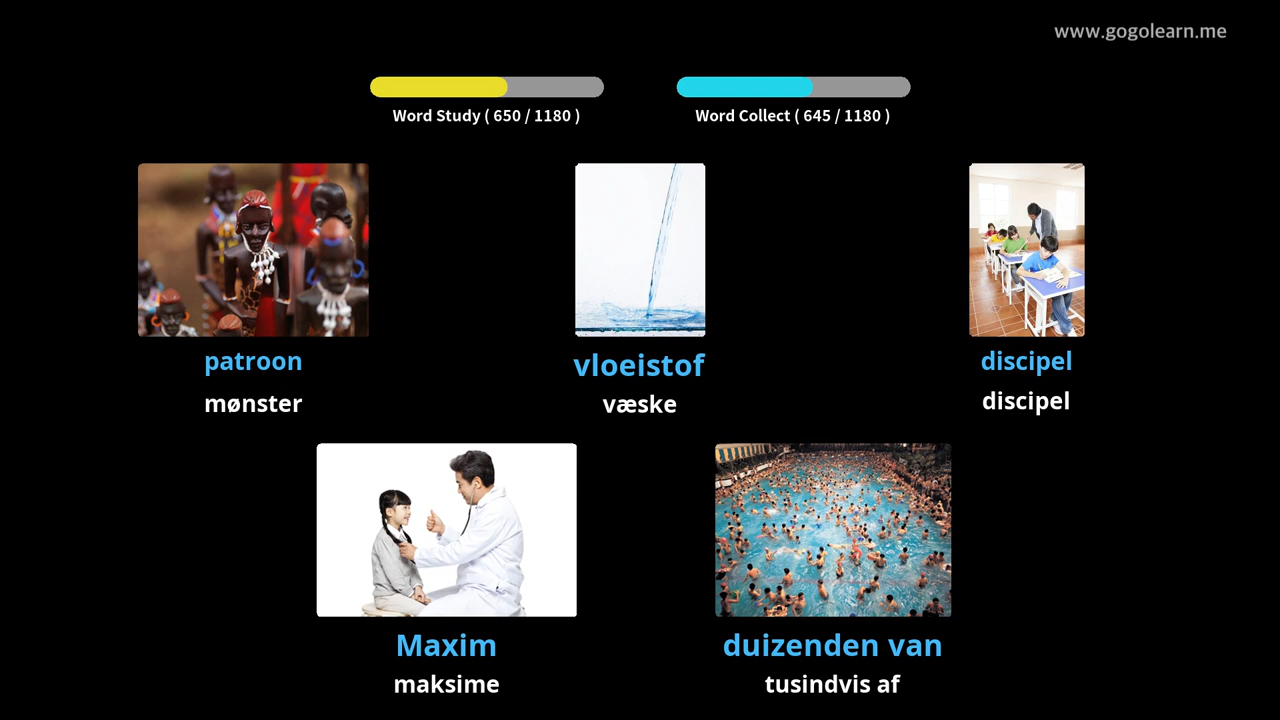 www.gogolearn.me
Word Study ( 650 / 1180 )
Word Collect ( 645 / 1180 )
patroon
mønster
vloeistof
væske
discipel
discipel
Maxim
maksime
duizenden van
tusindvis af